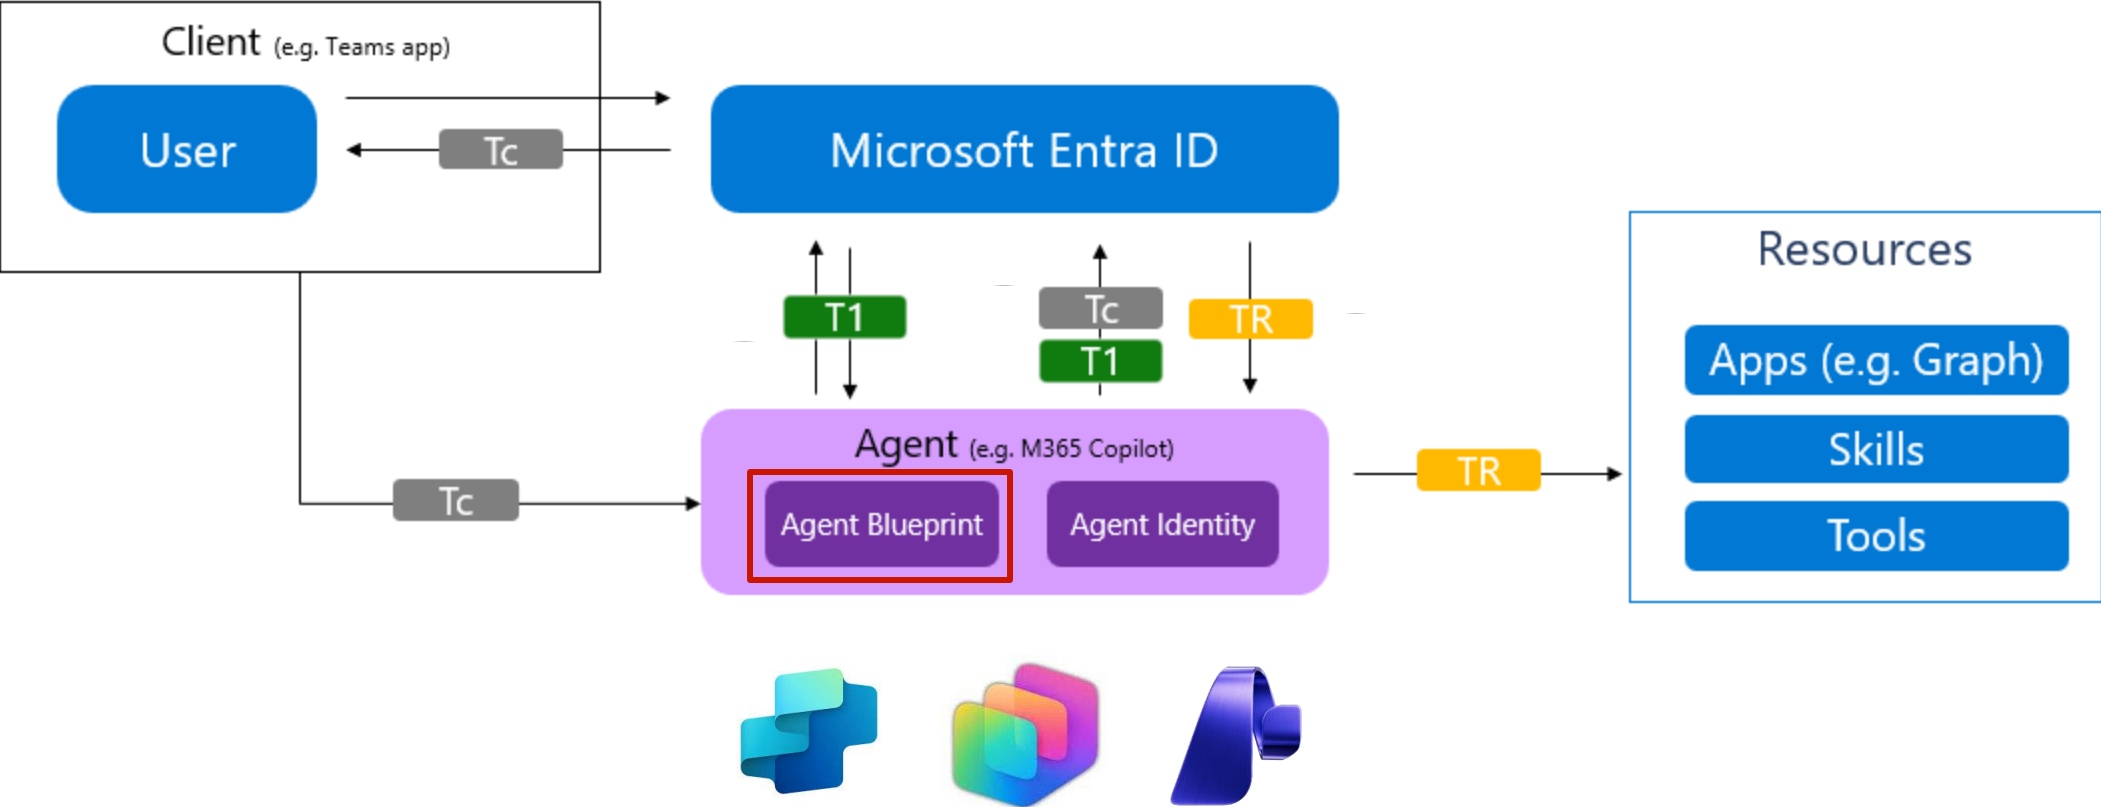 Client (e.g. Teams app)
User
Tc
Microsoft Entra ID
T1
Tc
T1
TR
Resources
Apps (e.g. Graph)
Skills
Tools
Agent (e.g. M365 Copilot)
Agent Blueprint
Agent Identity
Tc
TR